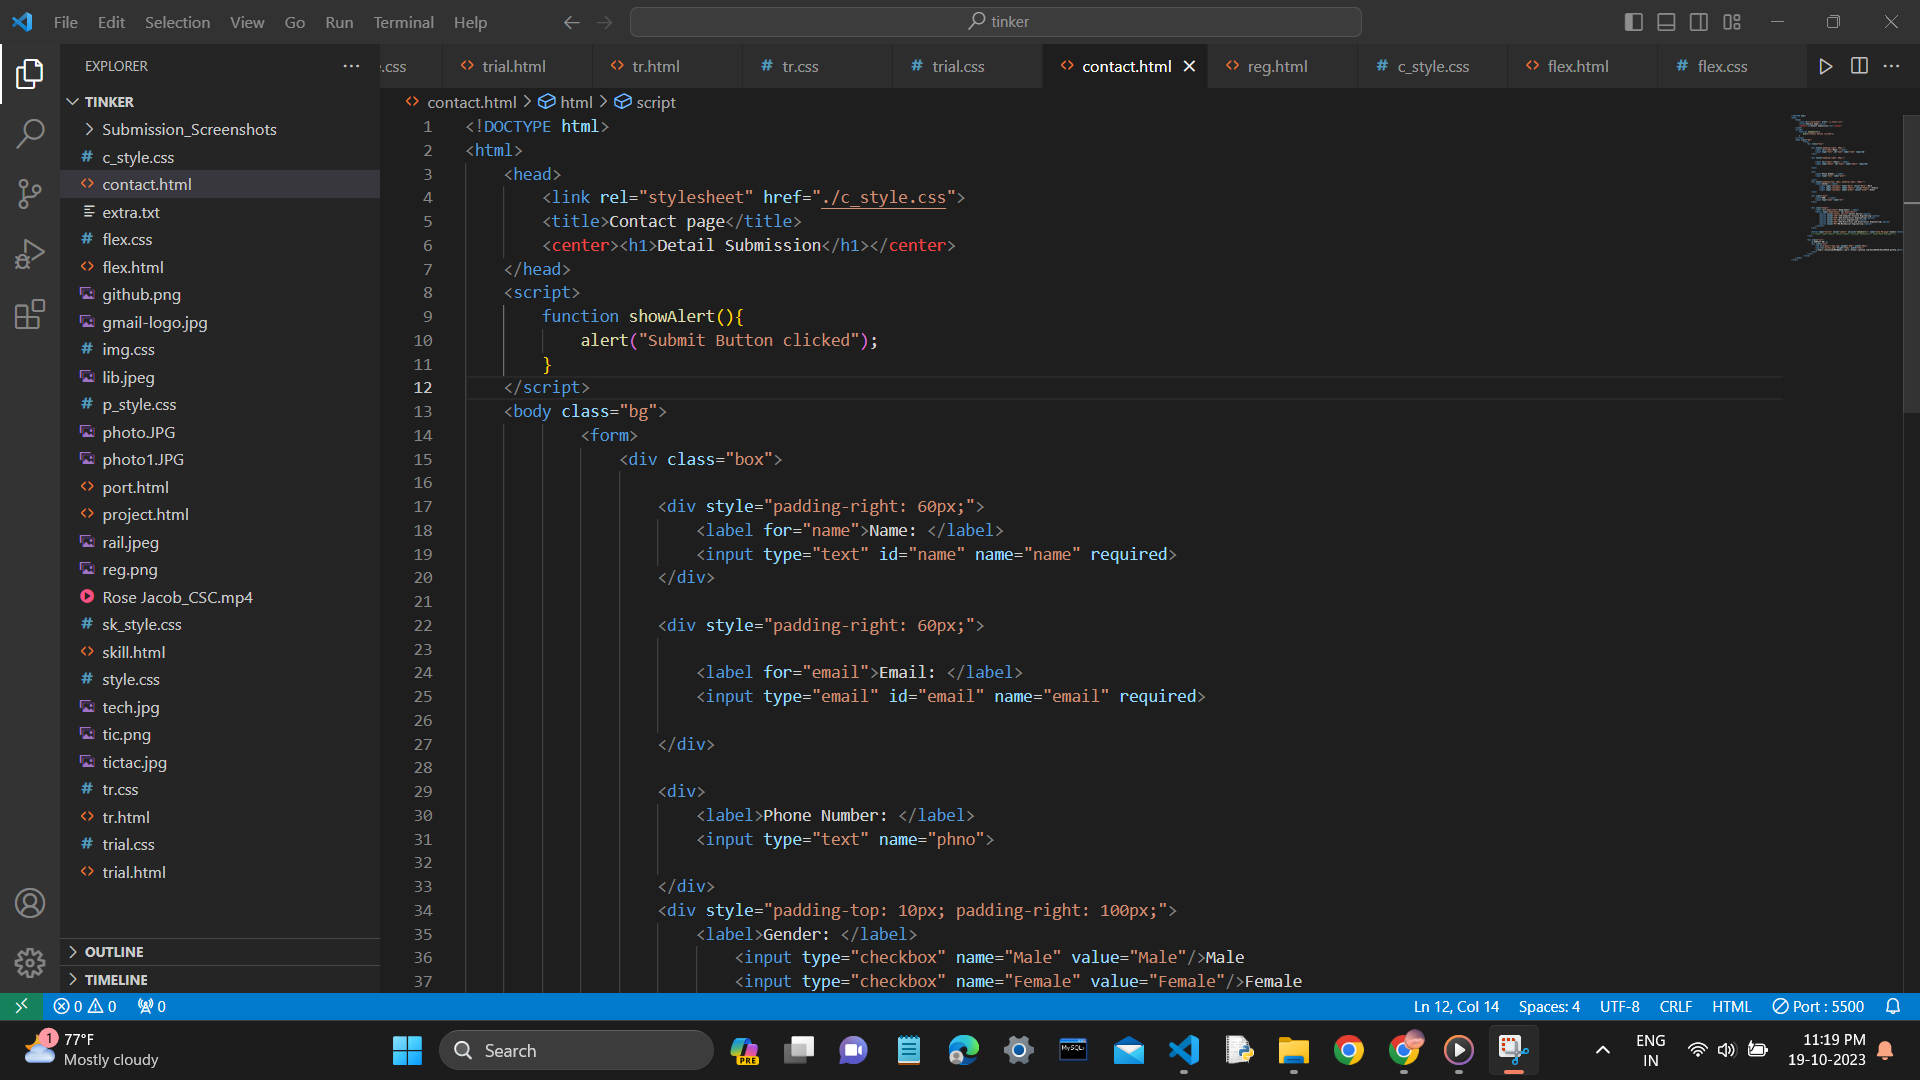 File Edit Selection View Go Run Terminal Help
tinker
EXPLORER
.css
trial.html
tr.html
tr.css
trial.css
contact.html
reg.html
c_style.css
flex.html
flex.css
contact.html > html > script
TINKER
Submission_Screenshots
c_style.css
contact.html
extra.txt
flex.css
flex.html
github.png
gmail-logo.jpg
img.css
lib.jpeg
p_style.css
photo.JPG
photo1.JPG
port.html
project.html
rail.jpeg
reg.png
Rose Jacob_CSC.mp4
sk_style.css
skill.html
style.css
tech.jpg
tic.png
tictac.jpg
tr.css
tr.html
trial.css
trial.html
OUTLINE
TIMELINE
1 <!DOCTYPE html>
2 <html>
3 <head>
4 <link rel="stylesheet" href="./c_style.css">
5 <title>Contact page</title>
6 <center><h1>Detail Submission</h1></center>
7 </head>
8 <script>
9 function showAlert(){
10 alert("Submit Button clicked");
11 }
12 </script>
13 <body class="bg">
14 <form>
15 <div class="box">
16
17 <div style="padding-right: 60px;">
18 <label for="name">Name: </label>
19 <input type="text" id="name" name="name" required>
20 </div>
21
22 <div style="padding-right: 60px;">
23
24 <label for="email">Email: </label>
25 <input type="email" id="email" name="email" required>
26
27 </div>
28
29 <div>
30 <label>Phone Number: </label>
31 <input type="text" name="phno">
32
33 </div>
34 <div style="padding-top: 10px; padding-right: 100px;">
35 <label>Gender: </label>
36 <input type="checkbox" name="Male" value="Male"/>Male
37 <input type="checkbox" name="Female" value="Female"/>Female
0 0 0
Ln 12, Col 14 Spaces: 4 UTF-8 CRLF HTML Port : 5500
1
77°F
Mostly cloudy
Search
PRE
MySQL
ENG
IN
11:19 PM
19-10-2023